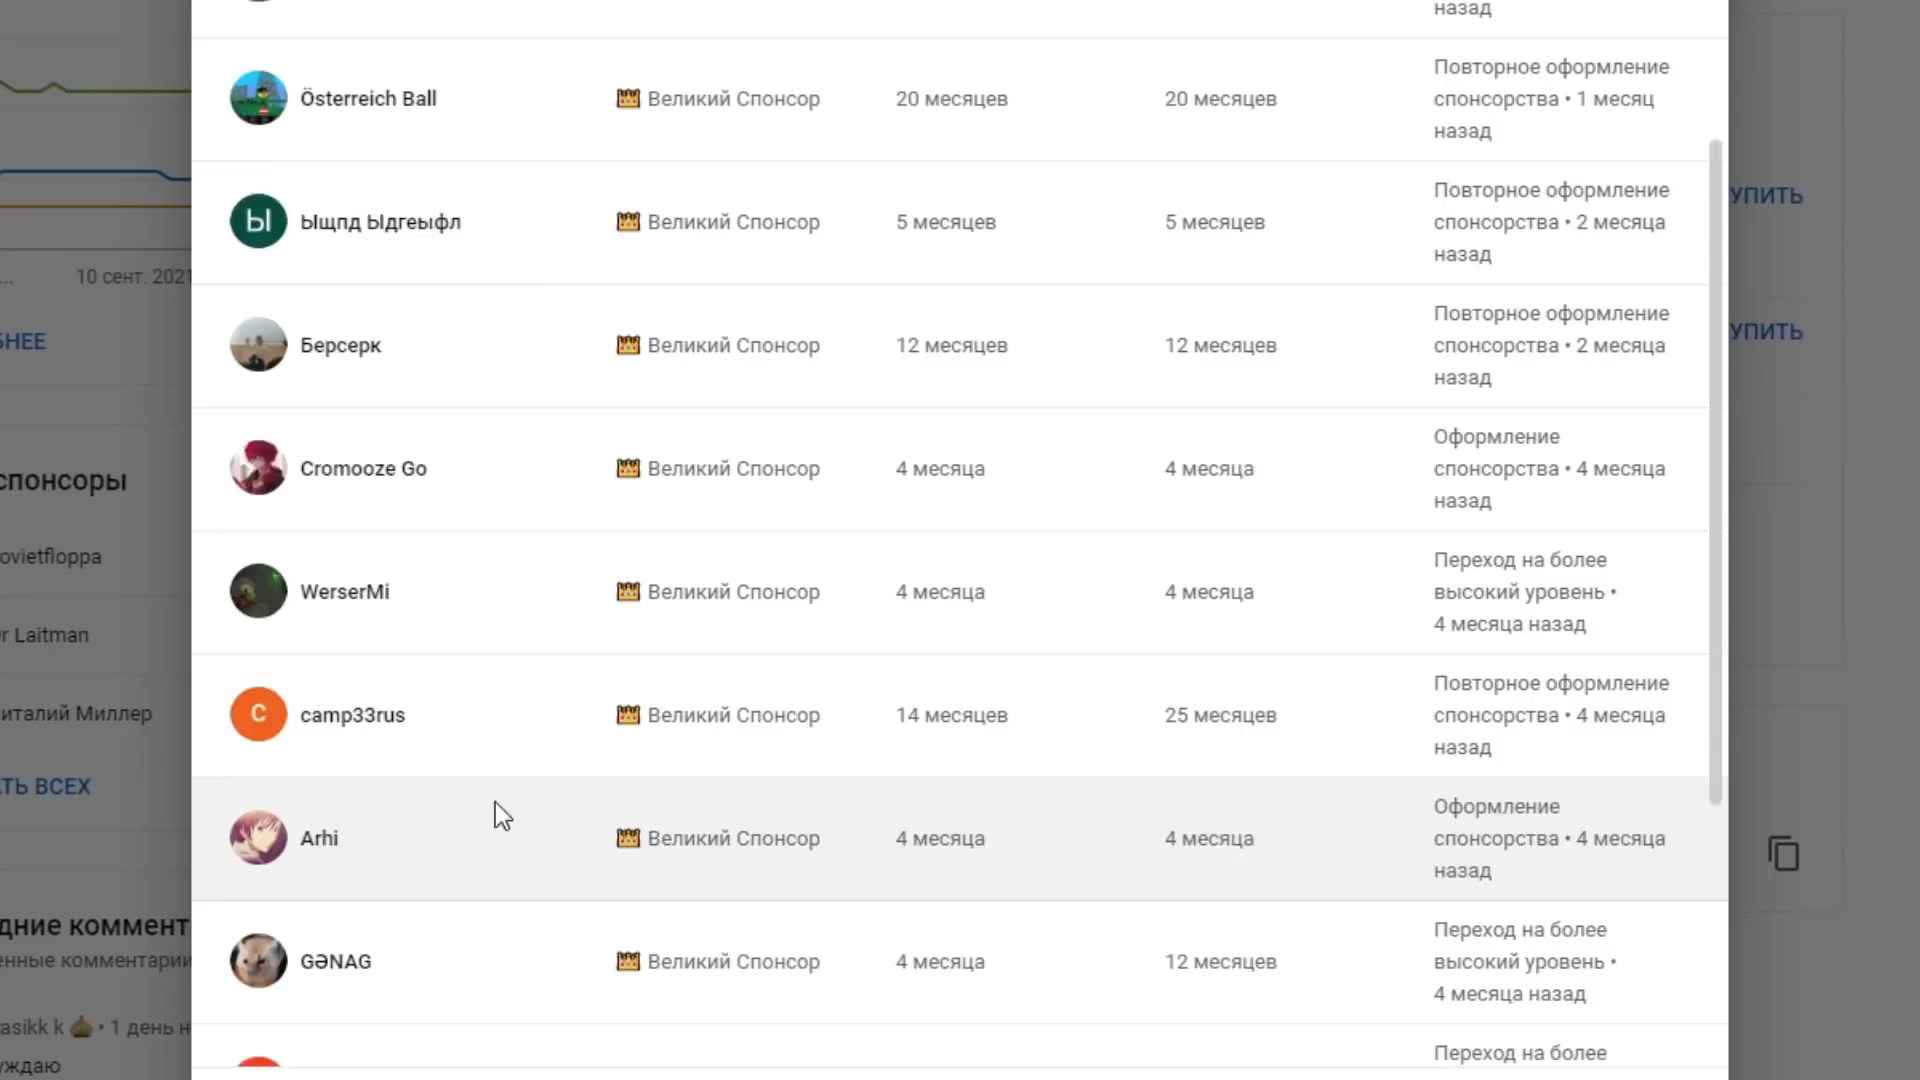 назад
Österreich Ball
Великий Спонсор
20 месяцев
20 месяцев
Повторное оформление
спонсорства • 1 месяц
назад
Ы
Ыщпд Ыдгеыфл
Великий Спонсор
5 месяцев
5 месяцев
Повторное оформление
спонсорства • 2 месяца
назад
Берсерк
Великий Спонсор
12 месяцев
12 месяцев
Повторное оформление
спонсорства • 2 месяца
назад
Cromooze Go
Великий Спонсор
4 месяца
4 месяца
Оформление
спонсорства • 4 месяца
назад
WerserMi
Великий Спонсор
4 месяца
4 месяца
Переход на более
высокий уровень •
4 месяца назад
C
camp33rus
Великий Спонсор
14 месяцев
25 месяцев
Повторное оформление
спонсорства • 4 месяца
назад
Arhi
Великий Спонсор
4 месяца
4 месяца
Оформление
спонсорства • 4 месяца
назад
GƏNAG
Великий Спонсор
4 месяца
12 месяцев
Переход на более
высокий уровень •
4 месяца назад
Переход на более
... 10 сент. 2021
БНЕЕ
спонсоры
ovietfloppa
r Laitman
италий Миллер
ТЬ ВСЕХ
дние коммент
енные комментарии
asikk k • 1 день н
уждаю
УПИТЬ
УПИТЬ